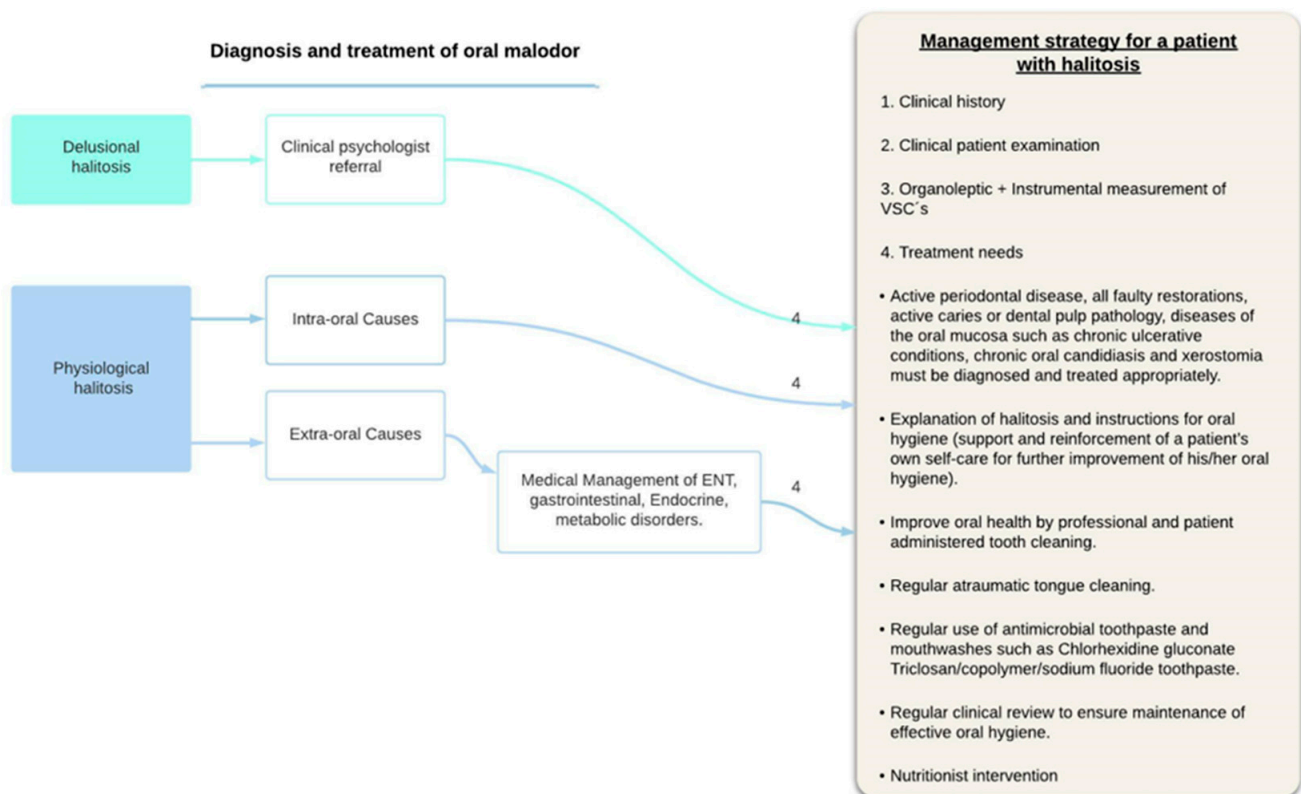 Diagnosis and treatment of oral malodor
Delusional
halitosis
Clinical psychologist
referral
Physiological
halitosis
Intra-oral Causes
Extra-oral Causes
Medical Management of ENT,
gastrointestinal, Endocrine,
metabolic disorders.
4
4
4
Management strategy for a patient
with halitosis
1. Clinical history
2. Clinical patient examination
3. Organoleptic + Instrumental measurement of
VSC´s
4. Treatment needs
• Active periodontal disease, all faulty restorations,
active caries or dental pulp pathology, diseases of
the oral mucosa such as chronic ulcerative
conditions, chronic oral candidiasis and xerostomia
must be diagnosed and treated appropriately.
• Explanation of halitosis and instructions for oral
hygiene (support and reinforcement of a patient's
own self-care for further improvement of his/her oral
hygiene).
• Improve oral health by professional and patient
administered tooth cleaning.
• Regular atraumatic tongue cleaning.
• Regular use of antimicrobial toothpaste and
mouthwashes such as Chlorhexidine gluconate
Triclosan/copolymer/sodium fluoride toothpaste.
• Regular clinical review to ensure maintenance of
effective oral hygiene.
• Nutritionist intervention